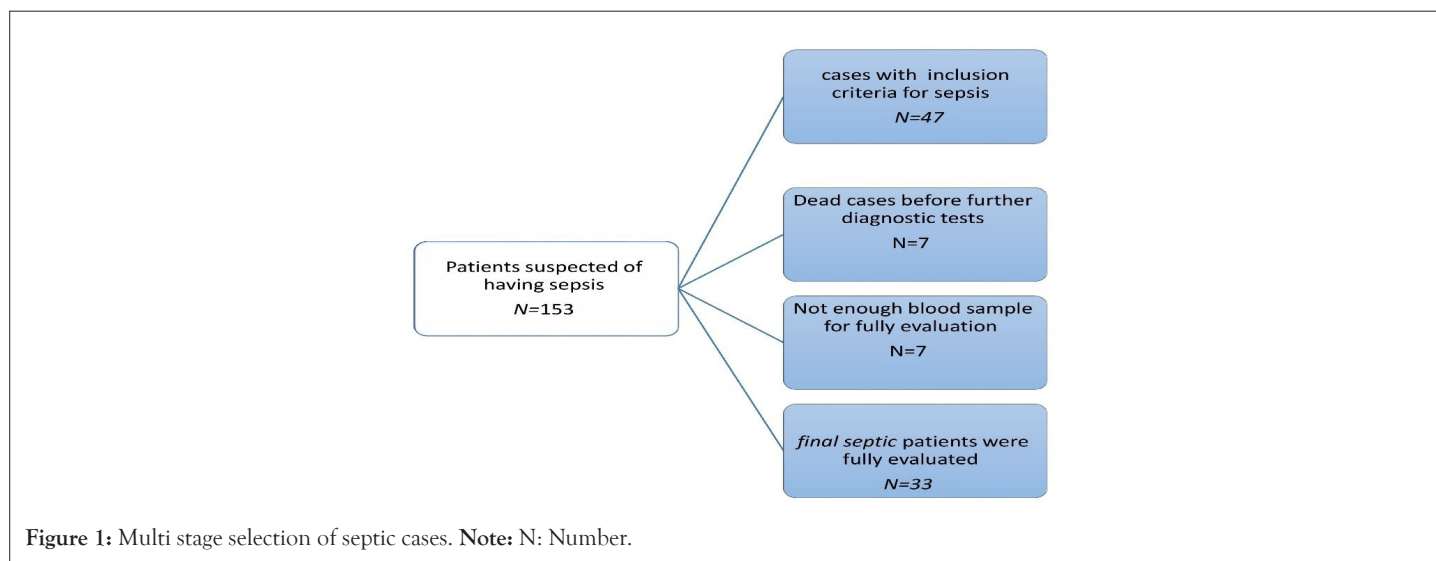 cases with inclusion
criteria for sepsis
N=47
Dead cases before further
diagnostic tests
N=7
Patients suspected of
having sepsis
N=153
Not enough blood sample
for fully evaluation
N=7
final septic patients were
fully evaluated
N=33
Figure 1: Multi stage selection of septic cases. Note: N: Number.